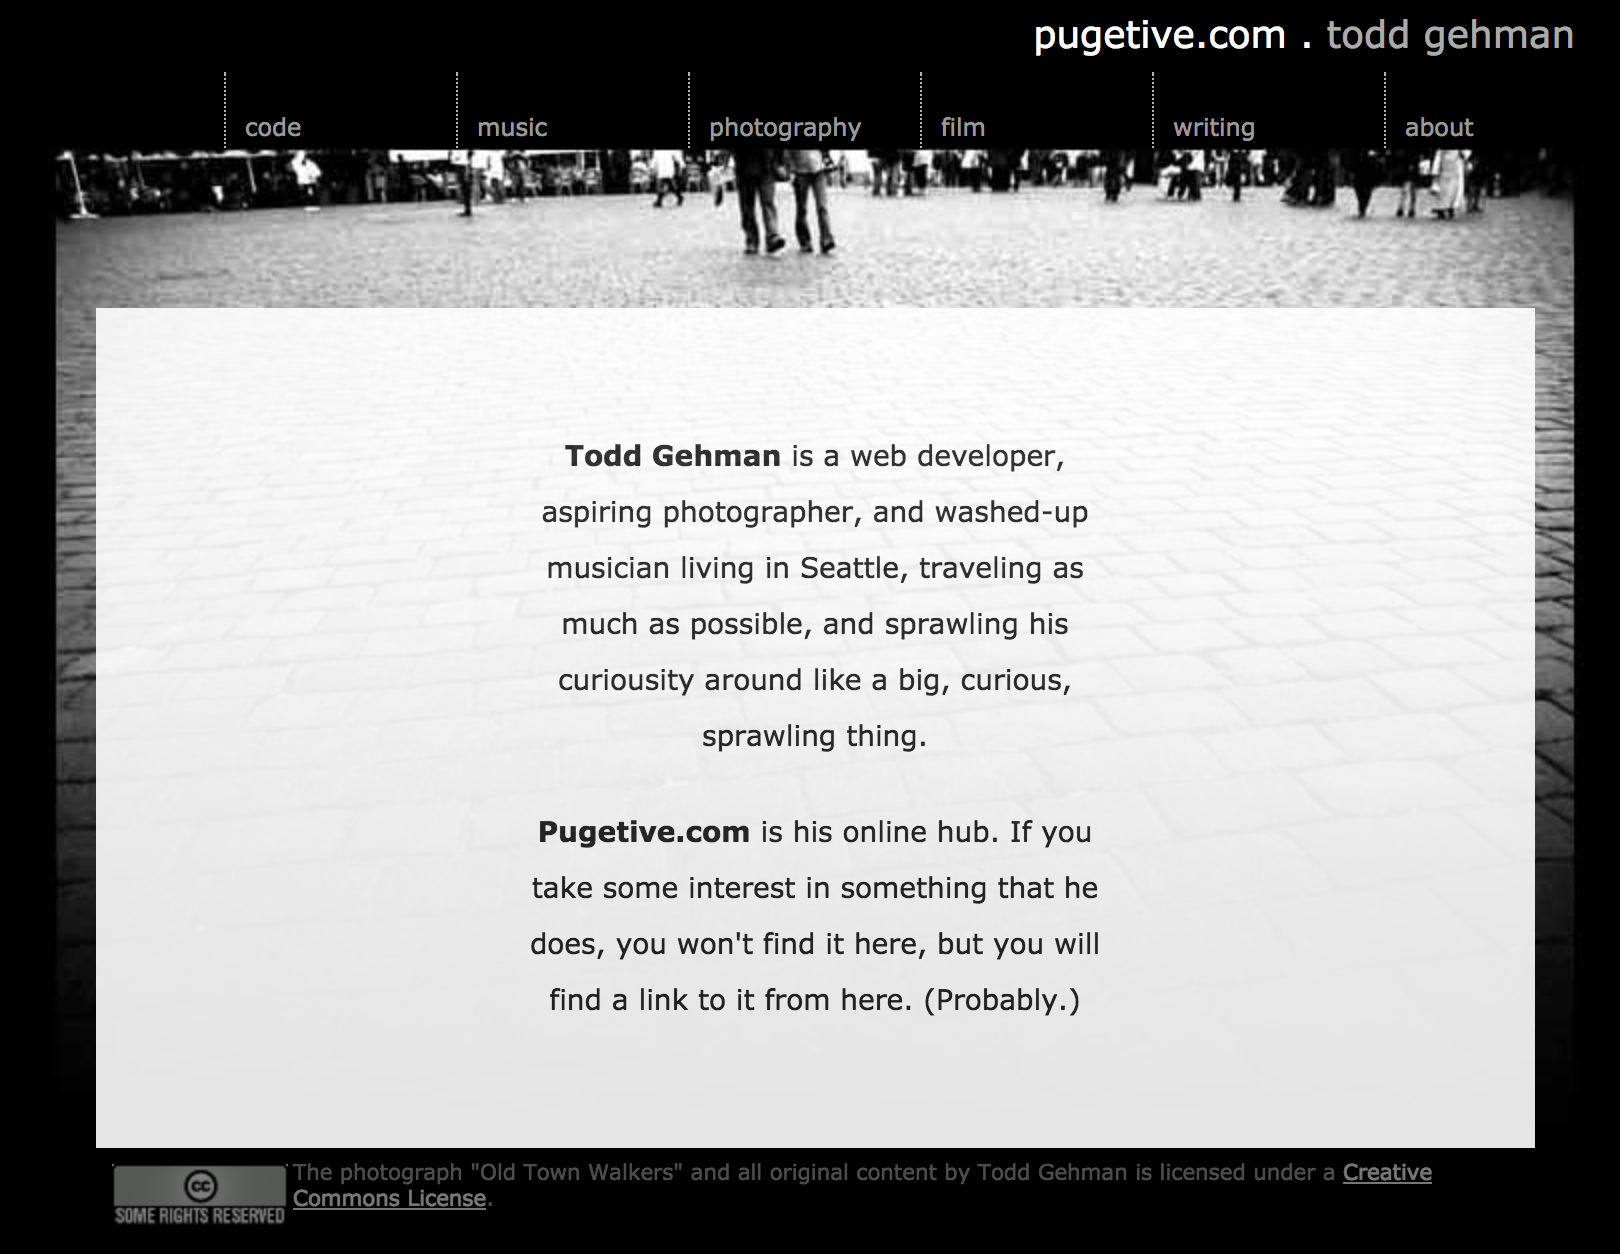 pugetive.com . todd gehman
code music photography film writing about
Todd Gehman is a web developer,
aspiring photographer, and washed-up
musician living in Seattle, traveling as
much as possible, and sprawling his
curiousity around like a big, curious,
sprawling thing.
Pugetive.com is his online hub. If you
take some interest in something that he
does, you won't find it here, but you will
find a link to it from here. (Probably.)
cc
SOME RIGHTS RESERVED
The photograph "Old Town Walkers" and all original content by Todd Gehman is licensed under a Creative
Commons License.